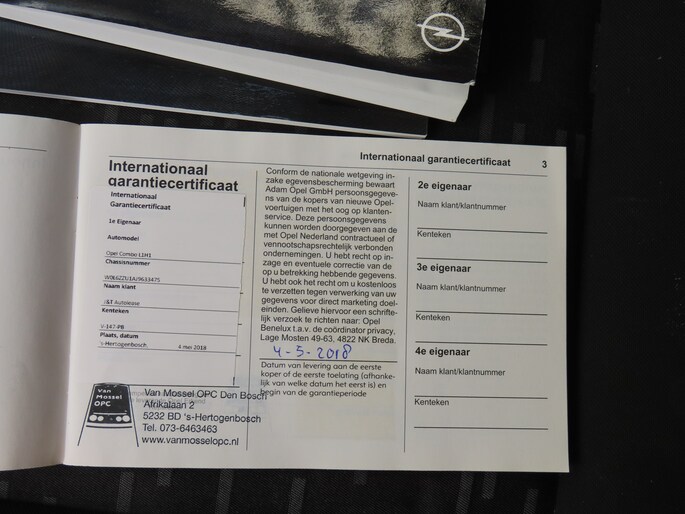 Internationaal garantiecertificaat 3
Internationaal
garantiecertificaat
Internationaal
Garantiecertificaat
1e Eigenaar
Automodel
Opel Combo L1H1
Chassisnummer
Naam klant
J&T Autolease
Kenteken
V-147-PB
Plaats, datum
's-Hertogenbosch, 4 mei 2018
Van
Mossel
OPC
Van Mossel OPC Den Bosch
Afrikalaan 2
5232 BD 's-Hertogenbosch
Tel. 073-6463463
www.vanmosselopc.nl
Conform de nationale wetgeving in-
zake egevensbescherming bewaart
Adam Opel GmbH persoonsgegeve-
ns van de kopers van nieuwe Opel-
voertuigen met het oog op klanten-
service. Deze persoonsgegevens
kunnen worden doorgegeven aan de
met Opel Nederland contractueel of
vennootschapsrechtelijk verbonden
ondernemingen. U hebt recht op in-
zage en eventuele correctie van de
op u betrekking hebbende gegevens.
U hebt ook het recht om u kostenloos
te verzetten tegen verwerking van uw
gegevens voor direct marketing doel-
einden. Gelieve hiervoor een schrifte-
lijk verzoek te richten naar: Opel
Benelux t.a.v. de coördinator privacy,
Lage Mosten 49-63, 4822 NK Breda.
4-5-2018
Datum van levering aan de eerste
koper of de eerste toelating (afhanke-
lijk van welke datum het eerst is) en
begin van de garantieperiode
2e eigenaar
Naam klant/klantnummer
Kenteken
3e eigenaar
Naam klant/klantnummer
Kenteken
4e eigenaar
Naam klant/klantnummer
Kenteken